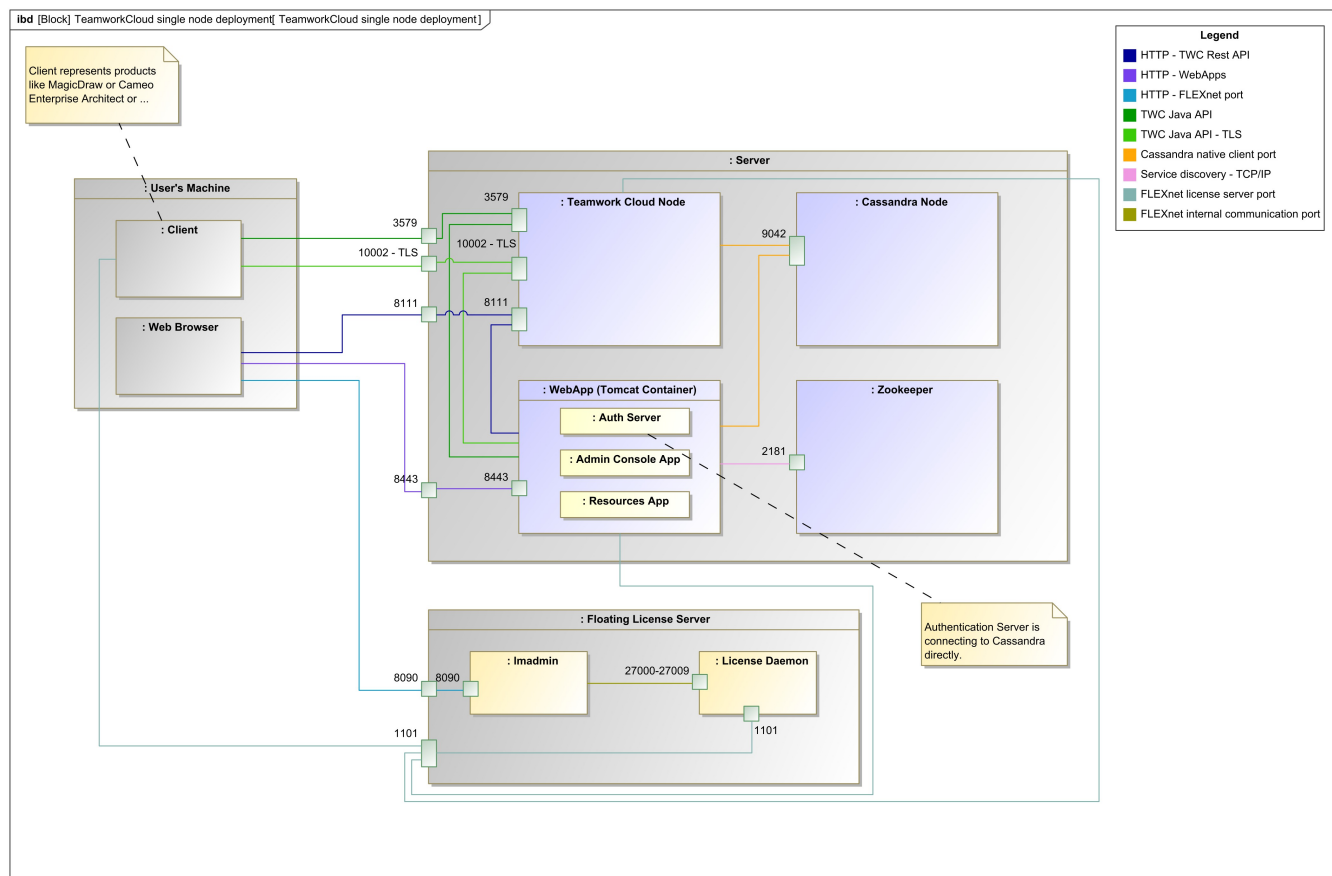 ibd [Block] TeamworkCloud single node deployment[ TeamworkCloud single node deployment]
Legend
HTTP - TWC Rest API
HTTP - WebApps
HTTP - FLEXnet port
TWC Java API
TWC Java API - TLS
Cassandra native client port
Service discovery - TCP/IP
FLEXnet license server port
FLEXnet internal communication port
Client represents products
like MagicDraw or Cameo
Enterprise Architect or ...
: User's Machine
: Client
: Web Browser
: Server
3579
3579
10002 - TLS
10002 - TLS
8111
8111
: Teamwork Cloud Node
9042
: Cassandra Node
: WebApp (Tomcat Container)
: Auth Server
: Admin Console App
: Resources App
8443
8443
2181
: Zookeeper
Authentication Server is
connecting to Cassandra
directly.
: Floating License Server
8090
8090
: lmadmin
27000-27009
: License Daemon
1101
1101